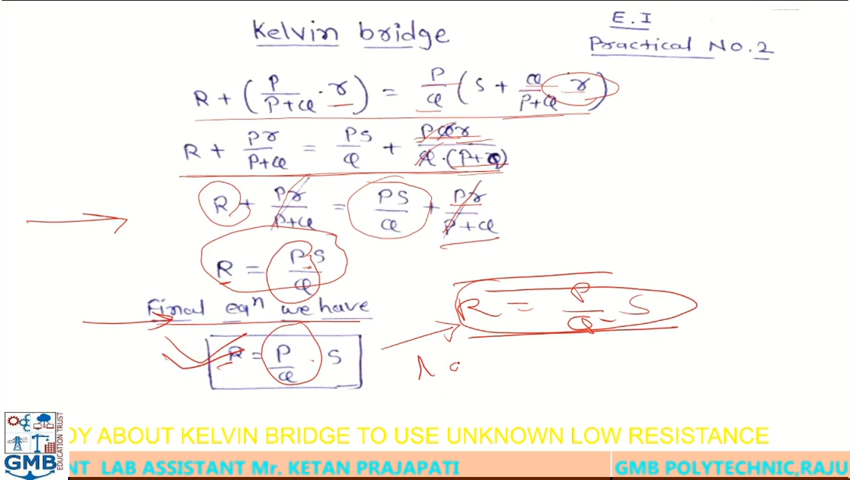 Kelvin bridge
E.I
Practical No.2
R + (P/P+Q · r) = P/Q (S + Q/P+Q r)
R + Pr/P+Q = PS/Q + PQr/Q·(P+Q)
R + Pr/P+Q = PS/Q + Pr/P+Q
R = PS/Q
Final eqn we have
R = P/Q · S
R = P/Q S
DY ABOUT KELVIN BRIDGE TO USE UNKNOWN LOW RESISTANCE
GMB
EDUCATION TRUST
NT LAB ASSISTANT Mr. KETAN PRAJAPATI
GMB POLYTECHNIC,RAJU